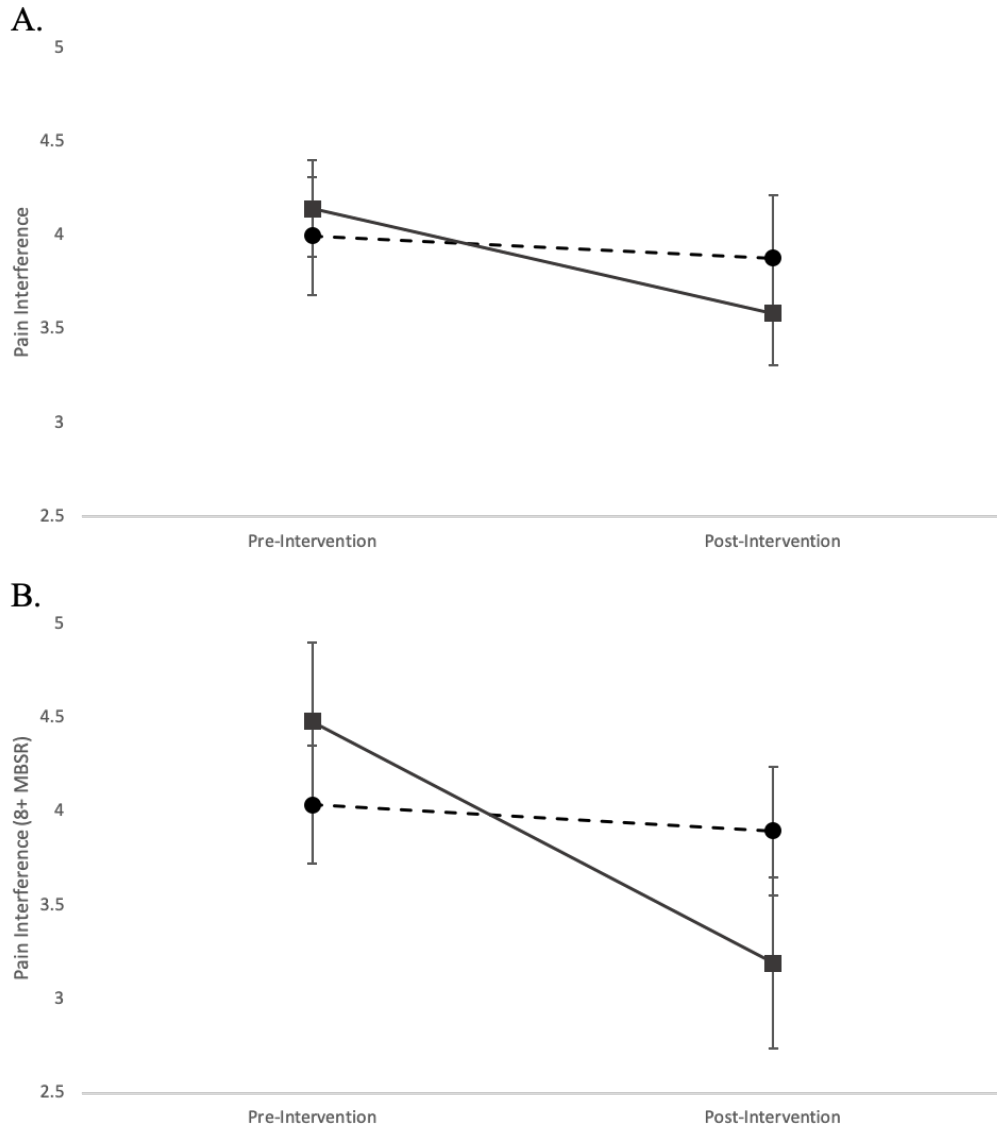 A.
5
4.5
4
3.5
3
2.5
Pain Interference
Pre-Intervention
Post-Intervention
B.
5
4.5
4
3.5
3
2.5
Pain Interference (8+ MBSR)
Pre-Intervention
Post-Intervention